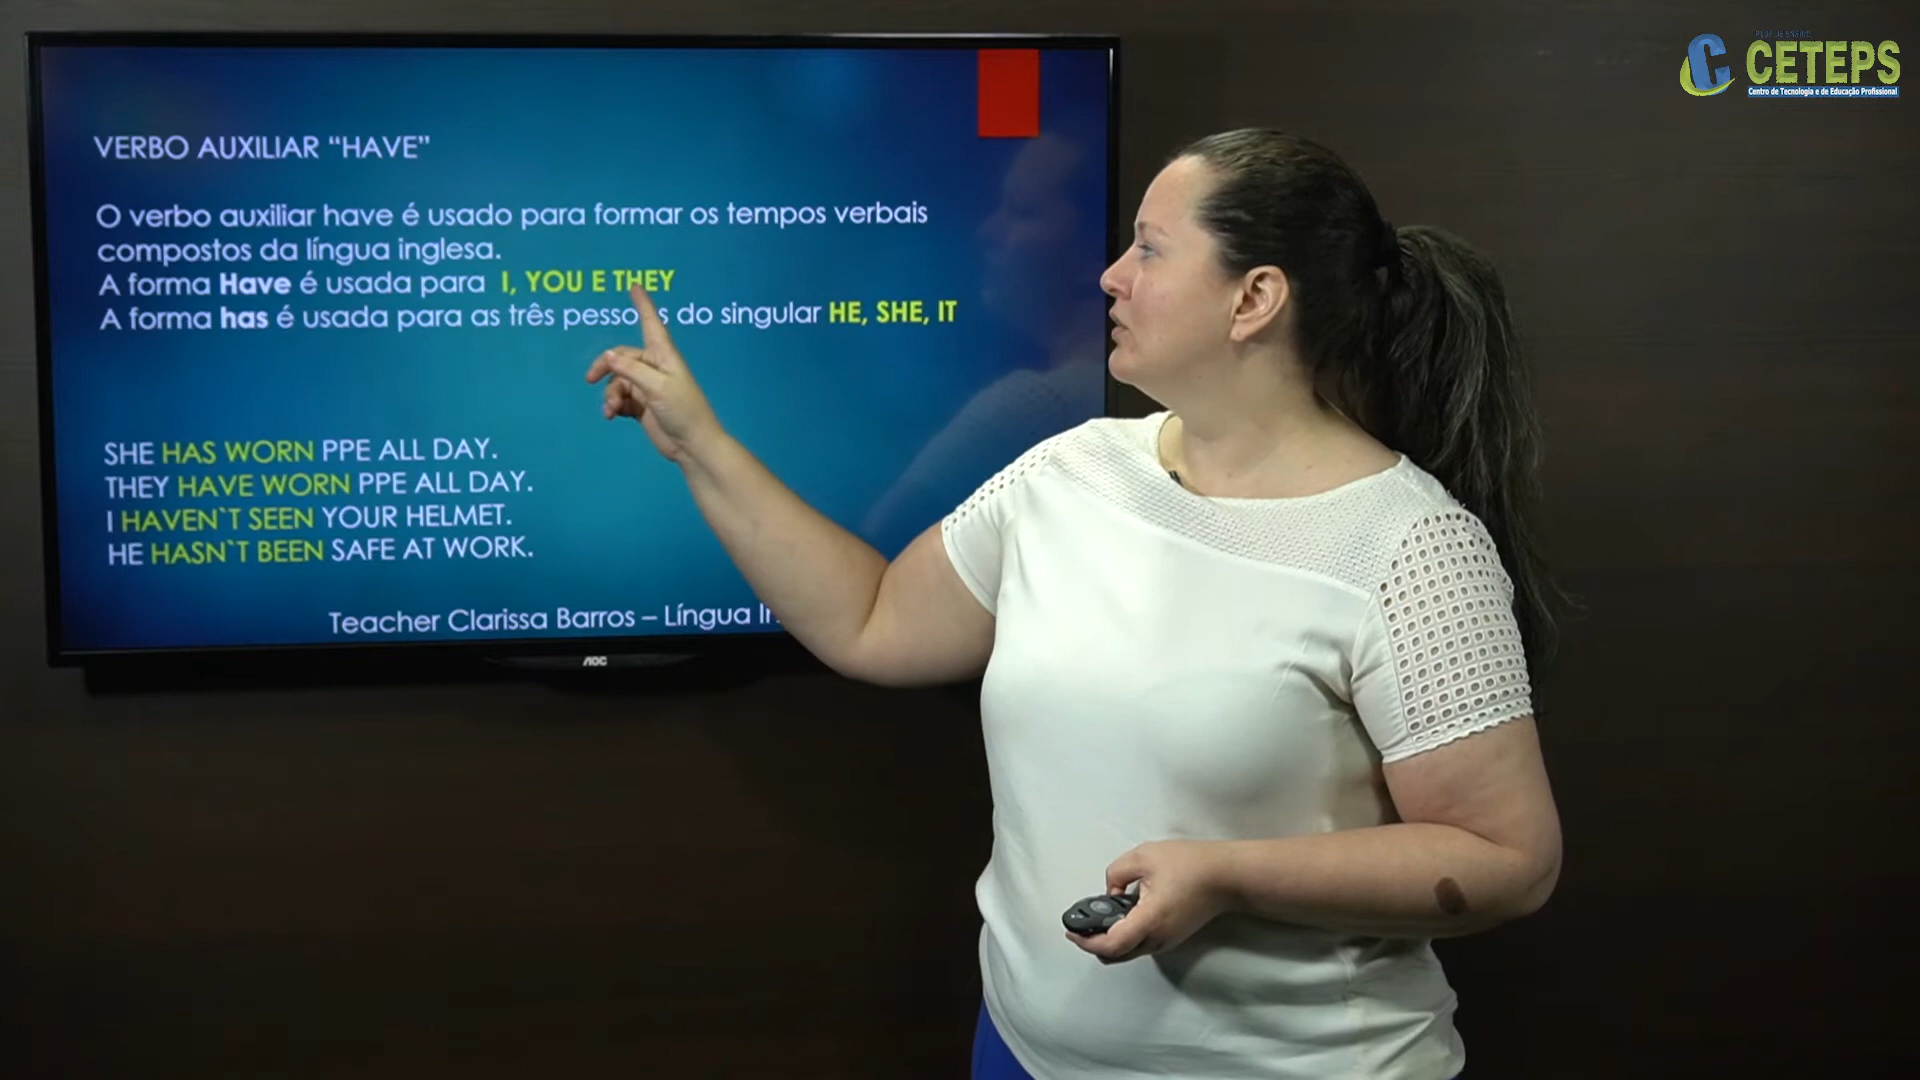 CETEPS
Centro de Tecnologia e de Educação Profissional
VERBO AUXILIAR “HAVE”
O verbo auxiliar have é usado para formar os tempos verbais
compostos da língua inglesa.
A forma Have é usada para I, YOU E THEY
A forma has é usada para as três pessoas do singular HE, SHE, IT
SHE HAS WORN PPE ALL DAY.
THEY HAVE WORN PPE ALL DAY.
I HAVEN`T SEEN YOUR HELMET.
HE HASN`T BEEN SAFE AT WORK.
Teacher Clarissa Barros – Língua
AOC